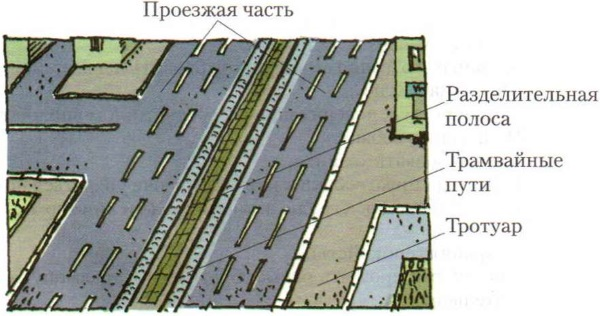 Проезжая часть
Разделительная
полоса
Трамвайные
пути
Тротуар